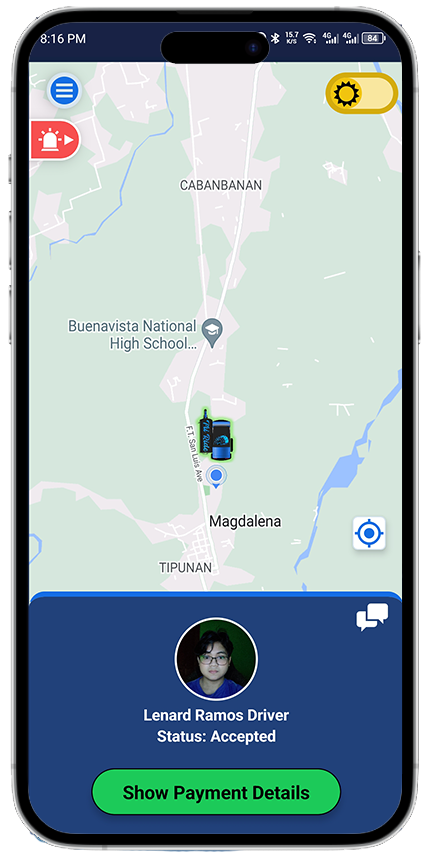 8:16 PM
15.7
K/S
4G
4G
84
CABANBANAN
Buenavista National
High School...
F.T. San Luis Ave
Magdalena
TIPUNAN
Lenard Ramos Driver
Status: Accepted
Show Payment Details